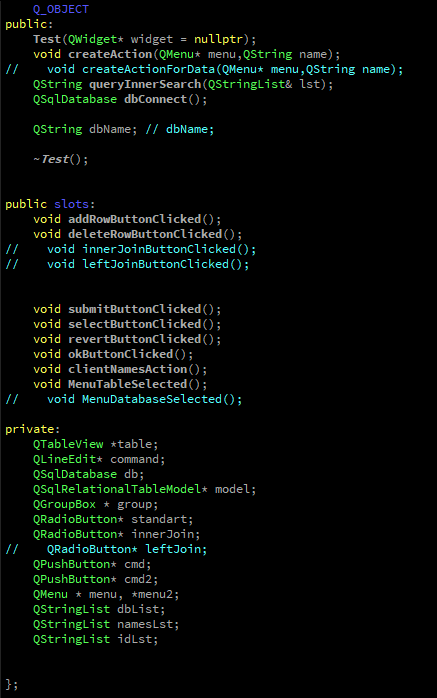 Q_OBJECT
public:
    Test(QWidget* widget = nullptr);
    void createAction(QMenu* menu,QString name);
//    void createActionForData(QMenu* menu,QString name);
    QString queryInnerSearch(QStringList& lst);
    QSqlDatabase dbConnect();
    QString dbName; // dbName;
    ~Test();
public slots:
    void addRowButtonClicked();
    void deleteRowButtonClicked();
//    void innerJoinButtonClicked();
//    void leftJoinButtonClicked();
    void submitButtonClicked();
    void selectButtonClicked();
    void revertButtonClicked();
    void okButtonClicked();
    void clientNamesAction();
    void MenuTableSelected();
//    void MenuDatabaseSelected();
private:
    QTableView *table;
    QLineEdit* command;
    QSqlDatabase db;
    QSqlRelationalTableModel* model;
    QGroupBox * group;
    QRadioButton* standart;
    QRadioButton* innerJoin;
//    QRadioButton* leftJoin;
    QPushButton* cmd;
    QPushButton* cmd2;
    QMenu * menu, *menu2;
    QStringList dbList;
    QStringList namesLst;
    QStringList idLst;
};